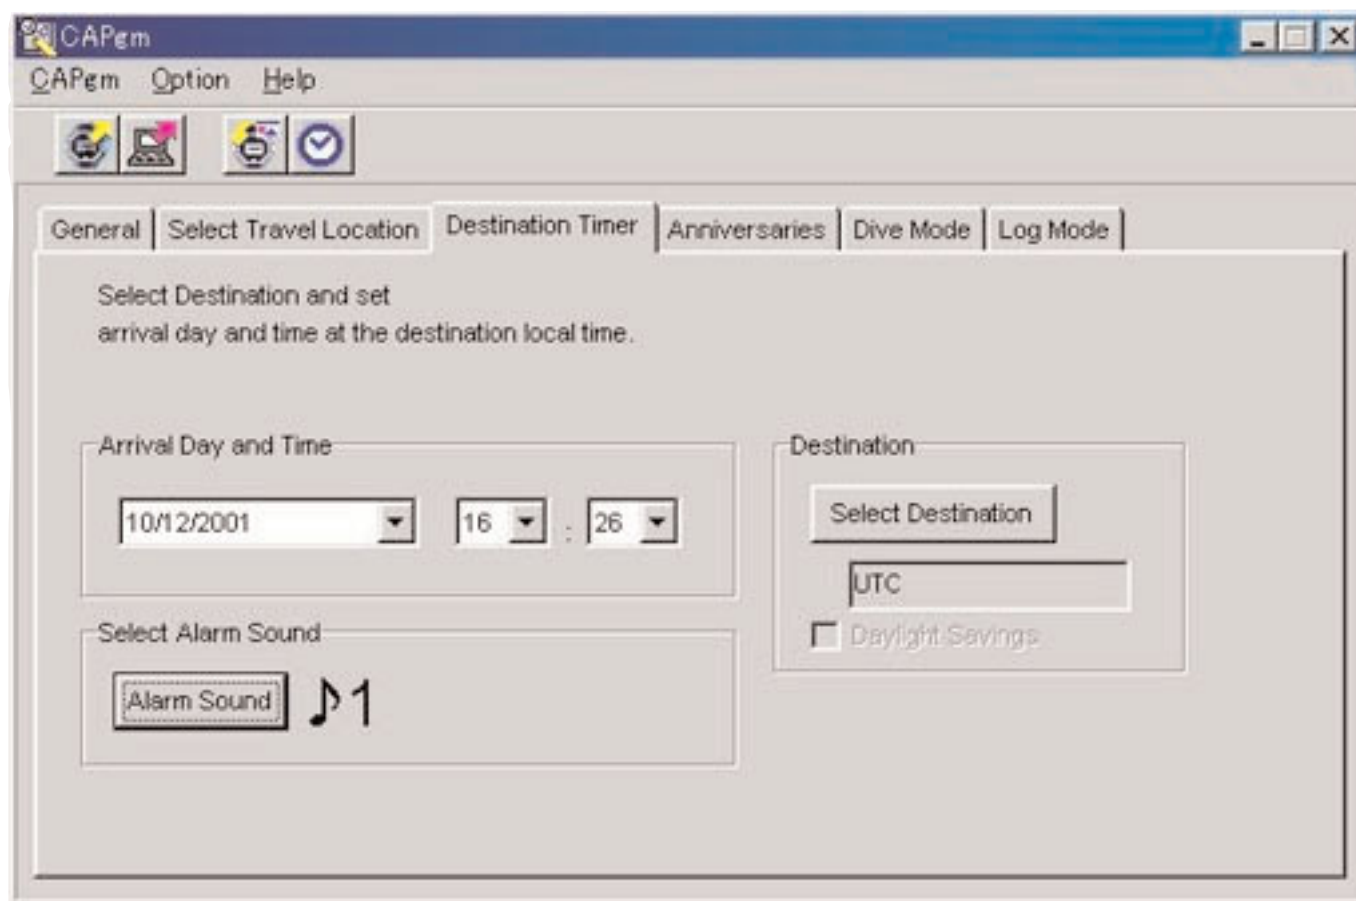 CAPgm
CAPgm Option Help
General Select Travel Location Destination Timer Anniversaries Dive Mode Log Mode
Select Destination and set
arrival day and time at the destination local time.
Arrival Day and Time
10/12/2001 16 : 26
Destination
Select Destination
UTC
Daylight Savings
Select Alarm Sound
Alarm Sound ♪1